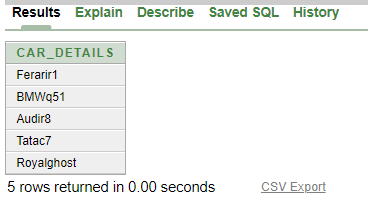 Results Explain Describe Saved SQL History
CAR_DETAILS
Ferarir1
BMWq51
Audir8
Tatac7
Royalghost
5 rows returned in 0.00 seconds CSV Export